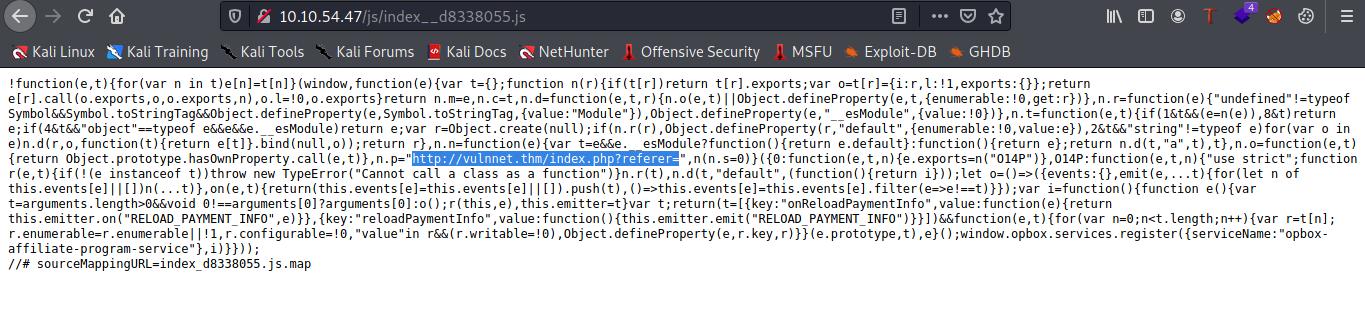 10.10.54.47/js/index__d8338055.js
4
Kali Linux Kali Training Kali Tools Kali Forums Kali Docs NetHunter Offensive Security MSFU Exploit-DB GHDB
!function(e,t){for(var n in t)e[n]=t[n]}(window,function(e){var t={};function n(r){if(t[r])return t[r].exports;var o=t[r]={i:r,l:!1,exports:{}};return
e[r].call(o.exports,o,o.exports,n),o.l=!0,o.exports}return n.m=e,n.c=t,n.d=function(e,t,r){n.o(e,t)||Object.defineProperty(e,t,{enumerable:!0,get:r})},n.r=function(e){"undefined"!=typeof
Symbol&&Symbol.toStringTag&&Object.defineProperty(e,Symbol.toStringTag,{value:"Module"}),Object.defineProperty(e,"__esModule",{value:!0})},n.t=function(e,t){if(1&t&&(e=n(e)),8&t)return
e;if(4&t&&"object"==typeof e&&e&&e.__esModule)return e;var r=Object.create(null);if(n.r(r),Object.defineProperty(r,"default",{enumerable:!0,value:e}),2&t&&"string"!=typeof e)for(var o in
e)n.d(r,o,function(t){return e[t]}.bind(null,o));return r},n.n=function(e){var t=e&&e.__esModule?function(){return e.default}:function(){return e};return n.d(t,"a",t),t},n.o=function(e,t)
{return Object.prototype.hasOwnProperty.call(e,t)},n.p="http://vulnnet.thm/index.php?referer=",n(n.s=0)}({0:function(e,t,n){e.exports=n("O14P")},O14P:function(e,t,n){"use strict";function
r(e,t){if(!(e instanceof t))throw new TypeError("Cannot call a class as a function")}n.r(t),n.d(t,"default",(function(){return i}));let o=()=>({events:{},emit(e,...t){for(let n of
this.events[e]||[])n(...t)},on(e,t){return(this.events[e]=this.events[e]||[]).push(t),()=>this.events[e]=this.events[e].filter(e=>e!==t)}});var i=function(){function e(){var
t=arguments.length>0&&void 0!==arguments[0]?arguments[0]:o();r(this,e),this.emitter=t}var t;return(t=[{key:"onReloadPaymentInfo",value:function(e){return
this.emitter.on("RELOAD_PAYMENT_INFO",e)}},{key:"reloadPaymentInfo",value:function(){this.emitter.emit("RELOAD_PAYMENT_INFO")}}])&&function(e,t){for(var n=0;n<t.length;n++){var r=t[n];
r.enumerable=r.enumerable||!1,r.configurable=!0,"value"in r&&(r.writable=!0),Object.defineProperty(e,r.key,r)}}(e.prototype,t),e}();window.opbox.services.register({serviceName:"opbox-
affiliate-program-service"},i)}}));
//# sourceMappingURL=index_d8338055.js.map